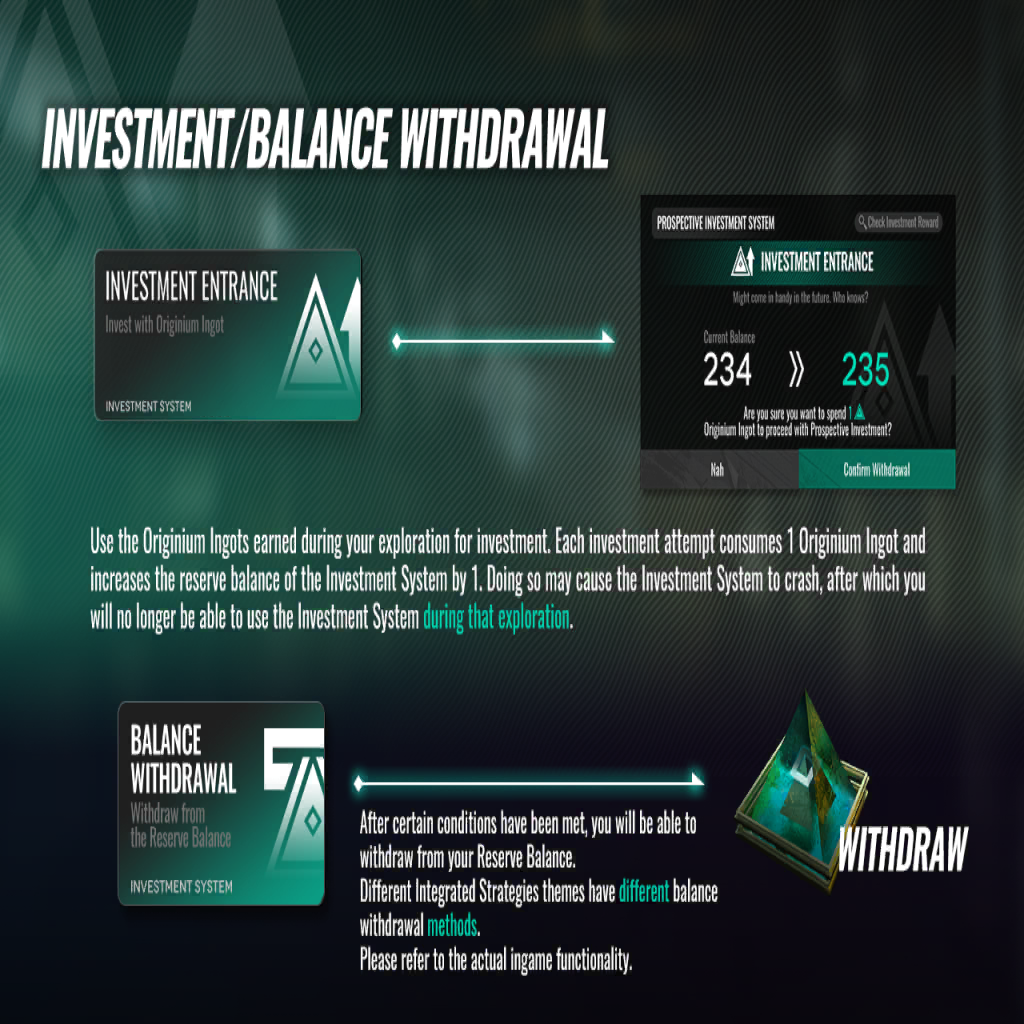 INVESTMENT/BALANCE WITHDRAWAL
INVESTMENT ENTRANCE
Invest with Originium Ingot
INVESTMENT SYSTEM
PROSPECTIVE INVESTMENT SYSTEM
Check Investment Reward
INVESTMENT ENTRANCE
Might come in handy in the future. Who knows?
Current Balance
234 » 235
Are you sure you want to spend 1
Originium Ingot to proceed with Prospective Investment?
Nah
Confirm Withdrawal
Use the Originium Ingots earned during your exploration for investment. Each investment attempt consumes 1 Originium Ingot and
increases the reserve balance of the Investment System by 1. Doing so may cause the Investment System to crash, after which you
will no longer be able to use the Investment System during that exploration.
BALANCE
WITHDRAWAL
Withdraw from
the Reserve Balance
INVESTMENT SYSTEM
After certain conditions have been met, you will be able to
withdraw from your Reserve Balance.
Different Integrated Strategies themes have different balance
withdrawal methods.
Please refer to the actual ingame functionality.
WITHDRAW